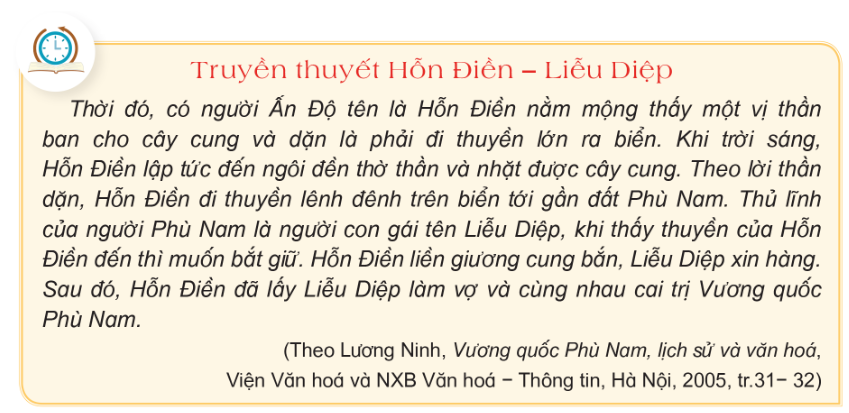 Truyền thuyết Hỗn Điền – Liễu Diệp
Thời đó, có người Ấn Độ tên là Hỗn Điền nằm mộng thấy một vị thần
ban cho cây cung và dặn là phải đi thuyền lớn ra biển. Khi trời sáng,
Hỗn Điền lập tức đến ngôi đền thờ thần và nhặt được cây cung. Theo lời thần
dặn, Hỗn Điền đi thuyền lênh đênh trên biển tới gần đất Phù Nam. Thủ lĩnh
của người Phù Nam là người con gái tên Liễu Diệp, khi thấy thuyền của Hỗn
Điền đến thì muốn bắt giữ. Hỗn Điền liền giương cung bắn, Liễu Diệp xin hàng.
Sau đó, Hỗn Điền đã lấy Liễu Diệp làm vợ và cùng nhau cai trị Vương quốc
Phù Nam.
(Theo Lương Ninh, Vương quốc Phù Nam, lịch sử và văn hoá,
Viện Văn hoá và NXB Văn hoá – Thông tin, Hà Nội, 2005, tr.31– 32)